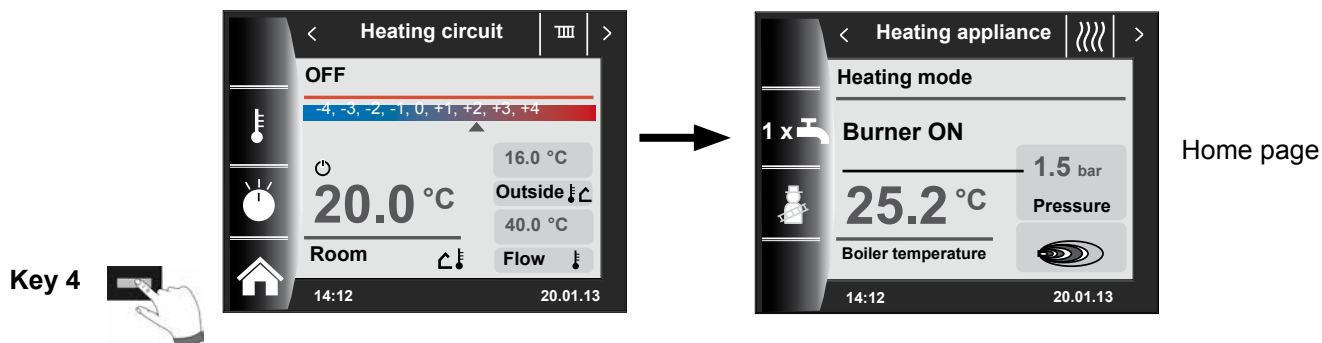 Heating circuit
OFF
-4, -3, -2, -1, 0, +1, +2, +3, +4
16.0 °C
Outside
20.0 °C
40.0 °C
Room
Flow
14:12
20.01.13
Key 4
Heating appliance
Heating mode
1 x
Burner ON
1.5 bar
Pressure
25.2 °C
Boiler temperature
14:12
20.01.13
Home page